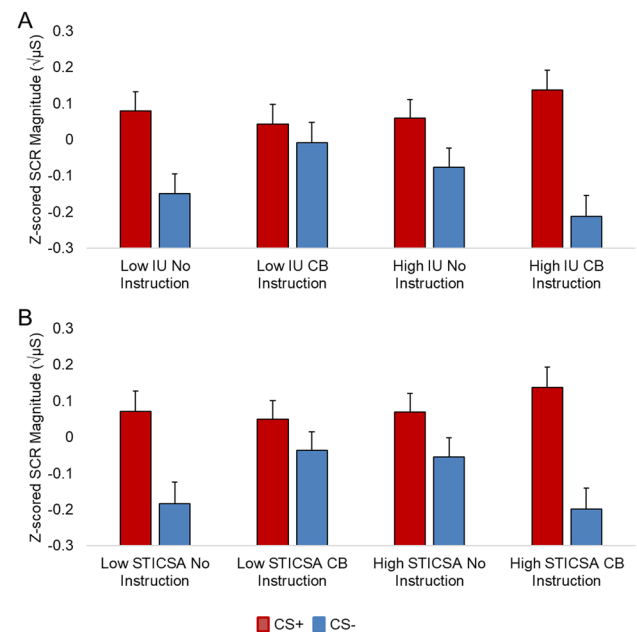 A
Z-scored SCR Magnitude (√µS)
0.3
0.2
0.1
0
-0.1
-0.2
-0.3
Low IU No
Instruction
Low IU CB
Instruction
High IU No
Instruction
High IU CB
Instruction
B
Z-scored SCR Magnitude (√µS)
0.3
0.2
0.1
0
-0.1
-0.2
-0.3
Low STICSA No
Instruction
Low STICSA CB
Instruction
High STICSA No
Instruction
High STICSA CB
Instruction
CS+ CS-